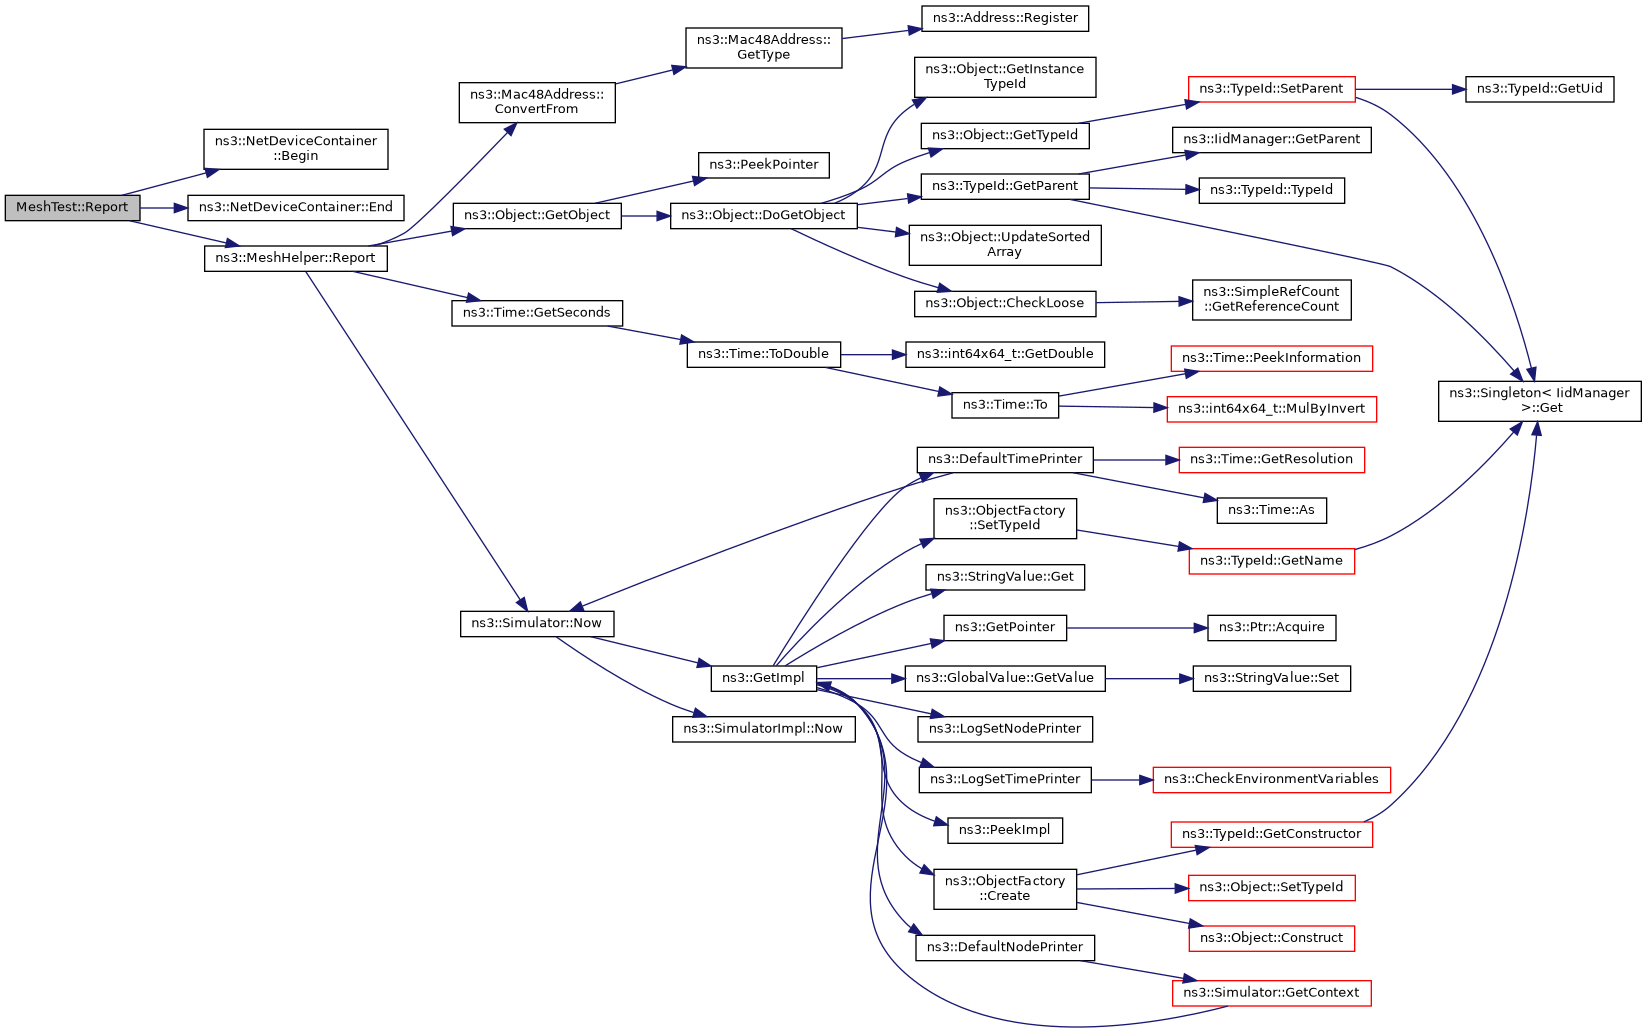 MeshTest::Report
ns3::NetDeviceContainer
::Begin
ns3::NetDeviceContainer::End
ns3::MeshHelper::Report
ns3::Mac48Address::
ConvertFrom
ns3::Object::GetObject
ns3::Time::GetSeconds
ns3::Simulator::Now
ns3::Mac48Address::
GetType
ns3::PeekPointer
ns3::Object::DoGetObject
ns3::Time::ToDouble
ns3::GetImpl
ns3::SimulatorImpl::Now
ns3::Address::Register
ns3::Object::GetInstance
TypeId
ns3::Object::GetTypeId
ns3::TypeId::GetParent
ns3::Object::UpdateSorted
Array
ns3::Object::CheckLoose
ns3::int64x64_t::GetDouble
ns3::Time::To
ns3::DefaultTimePrinter
ns3::ObjectFactory
::SetTypeId
ns3::StringValue::Get
ns3::GetPointer
ns3::GlobalValue::GetValue
ns3::LogSetNodePrinter
ns3::LogSetTimePrinter
ns3::PeekImpl
ns3::ObjectFactory
::Create
ns3::DefaultNodePrinter
ns3::TypeId::SetParent
ns3::IidManager::GetParent
ns3::TypeId::TypeId
ns3::SimpleRefCount
::GetReferenceCount
ns3::Time::PeekInformation
ns3::int64x64_t::MulByInvert
ns3::Time::GetResolution
ns3::Time::As
ns3::TypeId::GetName
ns3::Ptr::Acquire
ns3::StringValue::Set
ns3::CheckEnvironmentVariables
ns3::TypeId::GetConstructor
ns3::Object::SetTypeId
ns3::Object::Construct
ns3::Simulator::GetContext
ns3::TypeId::GetUid
ns3::Singleton< IidManager
>::Get